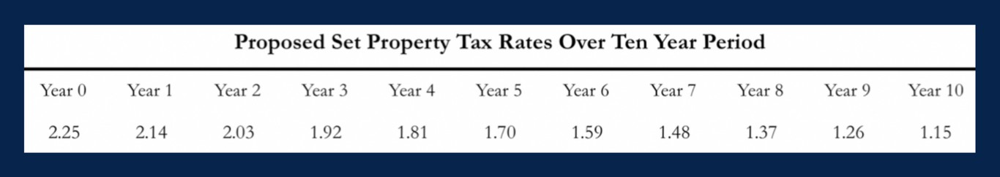 Proposed Set Property Tax Rates Over Ten Year Period
Year 0 Year 1 Year 2 Year 3 Year 4 Year 5 Year 6 Year 7 Year 8 Year 9 Year 10
2.25 2.14 2.03 1.92 1.81 1.70 1.59 1.48 1.37 1.26 1.15